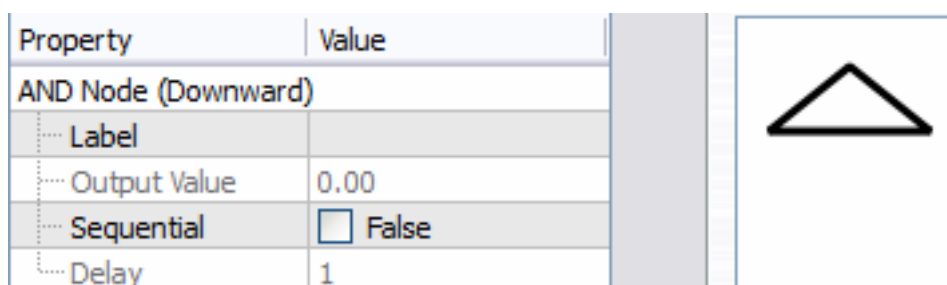 Property Value
AND Node (Downward)
Label
Output Value 0.00
Sequential False
Delay 1